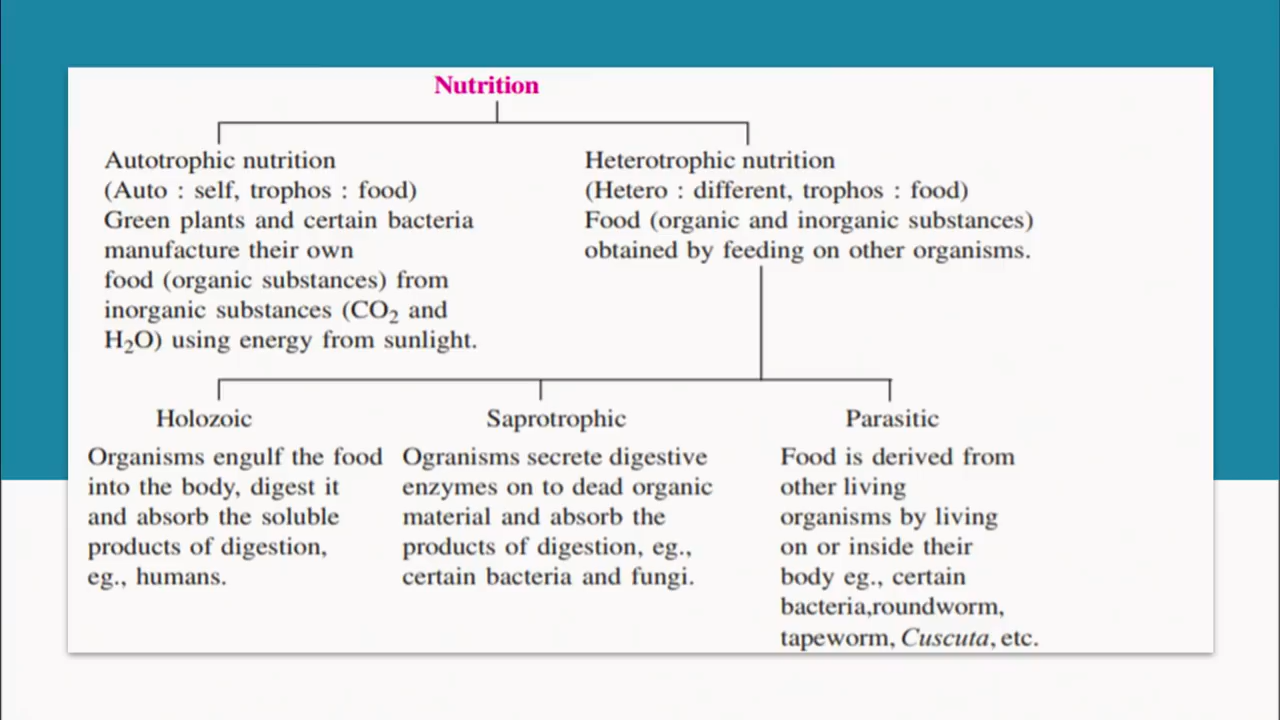 Nutrition
Autotrophic nutrition
(Auto : self, trophos : food)
Green plants and certain bacteria
manufacture their own
food (organic substances) from
inorganic substances (CO₂ and
H₂O) using energy from sunlight.
Heterotrophic nutrition
(Hetero : different, trophos : food)
Food (organic and inorganic substances)
obtained by feeding on other organisms.
Holozoic
Organisms engulf the food
into the body, digest it
and absorb the soluble
products of digestion,
eg., humans.
Saprotrophic
Ogranisms secrete digestive
enzymes on to dead organic
material and absorb the
products of digestion, eg.,
certain bacteria and fungi.
Parasitic
Food is derived from
other living
organisms by living
on or inside their
body eg., certain
bacteria,roundworm,
tapeworm, Cuscuta, etc.